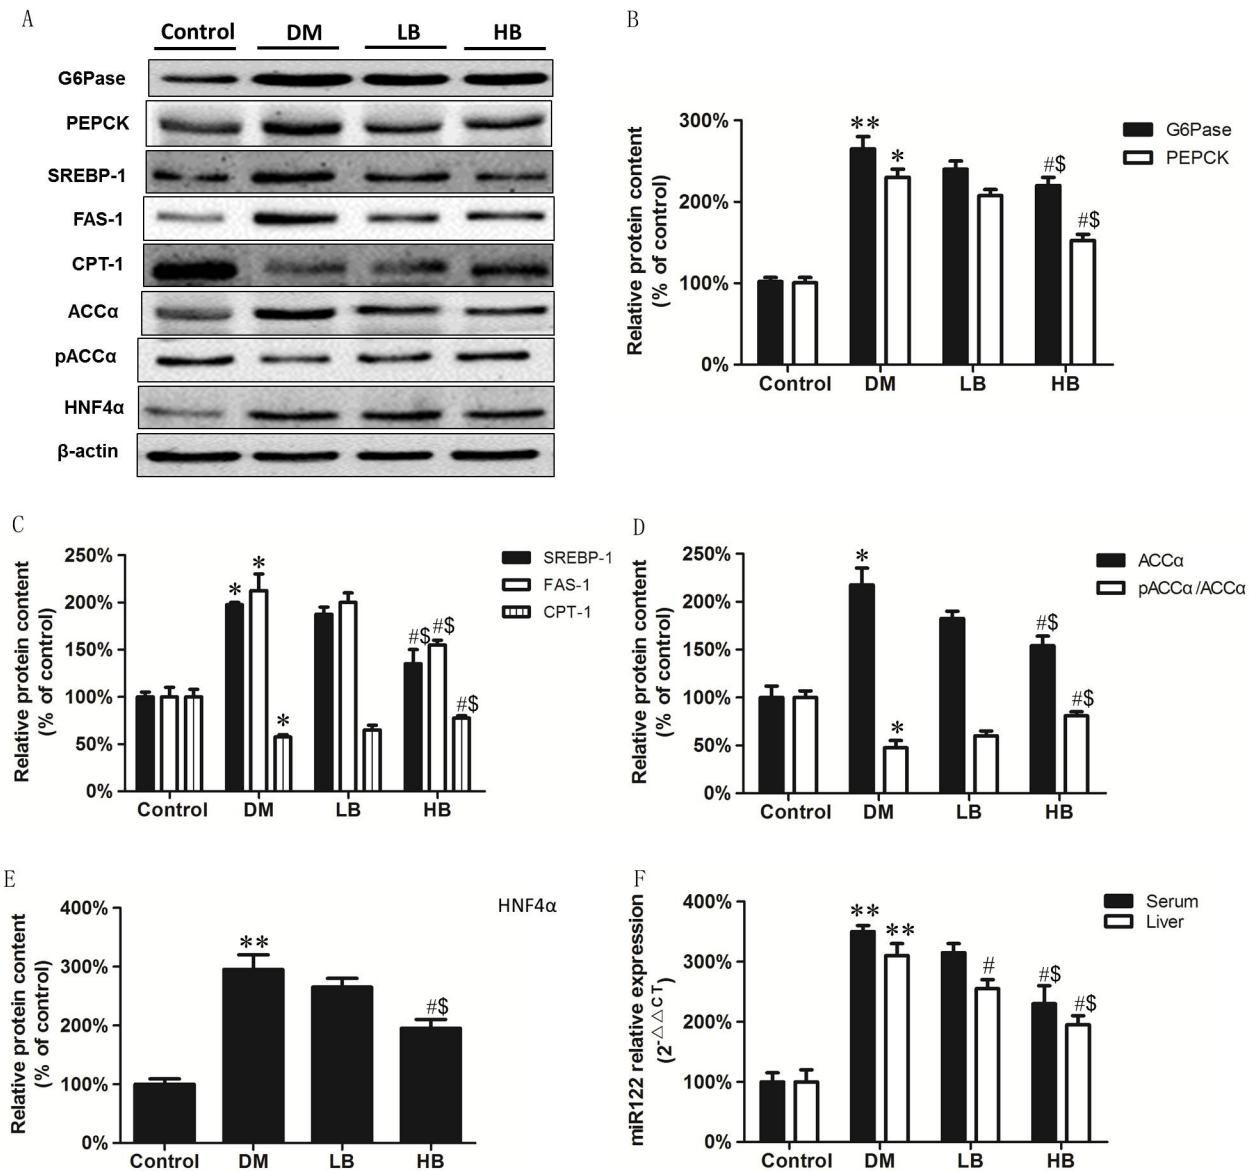 A
Control DM LB HB
G6Pase
PEPCK
SREBP-1
FAS-1
CPT-1
ACCα
pACCα
HNF4α
β-actin
B
Relative protein content
(% of control)
300%
200%
100%
0%
** * #$ #$
Control DM LB HB
G6Pase
PEPCK
C
Relative protein content
(% of control)
250%
200%
150%
100%
50%
0%
* * * #$ #$ #$
Control DM LB HB
SREBP-1
FAS-1
CPT-1
D
Relative protein content
(% of control)
250%
200%
150%
100%
50%
0%
* * #$ #$
Control DM LB HB
ACCα
pACCα/ACCα
E
Relative protein content
(% of control)
400%
300%
200%
100%
0%
** #$
Control DM LB HB
HNF4α
F
miR122 relative expression
(2-△△CT)
400%
300%
200%
100%
0%
** ** # #$ #$
Control DM LB HB
Serum
Liver